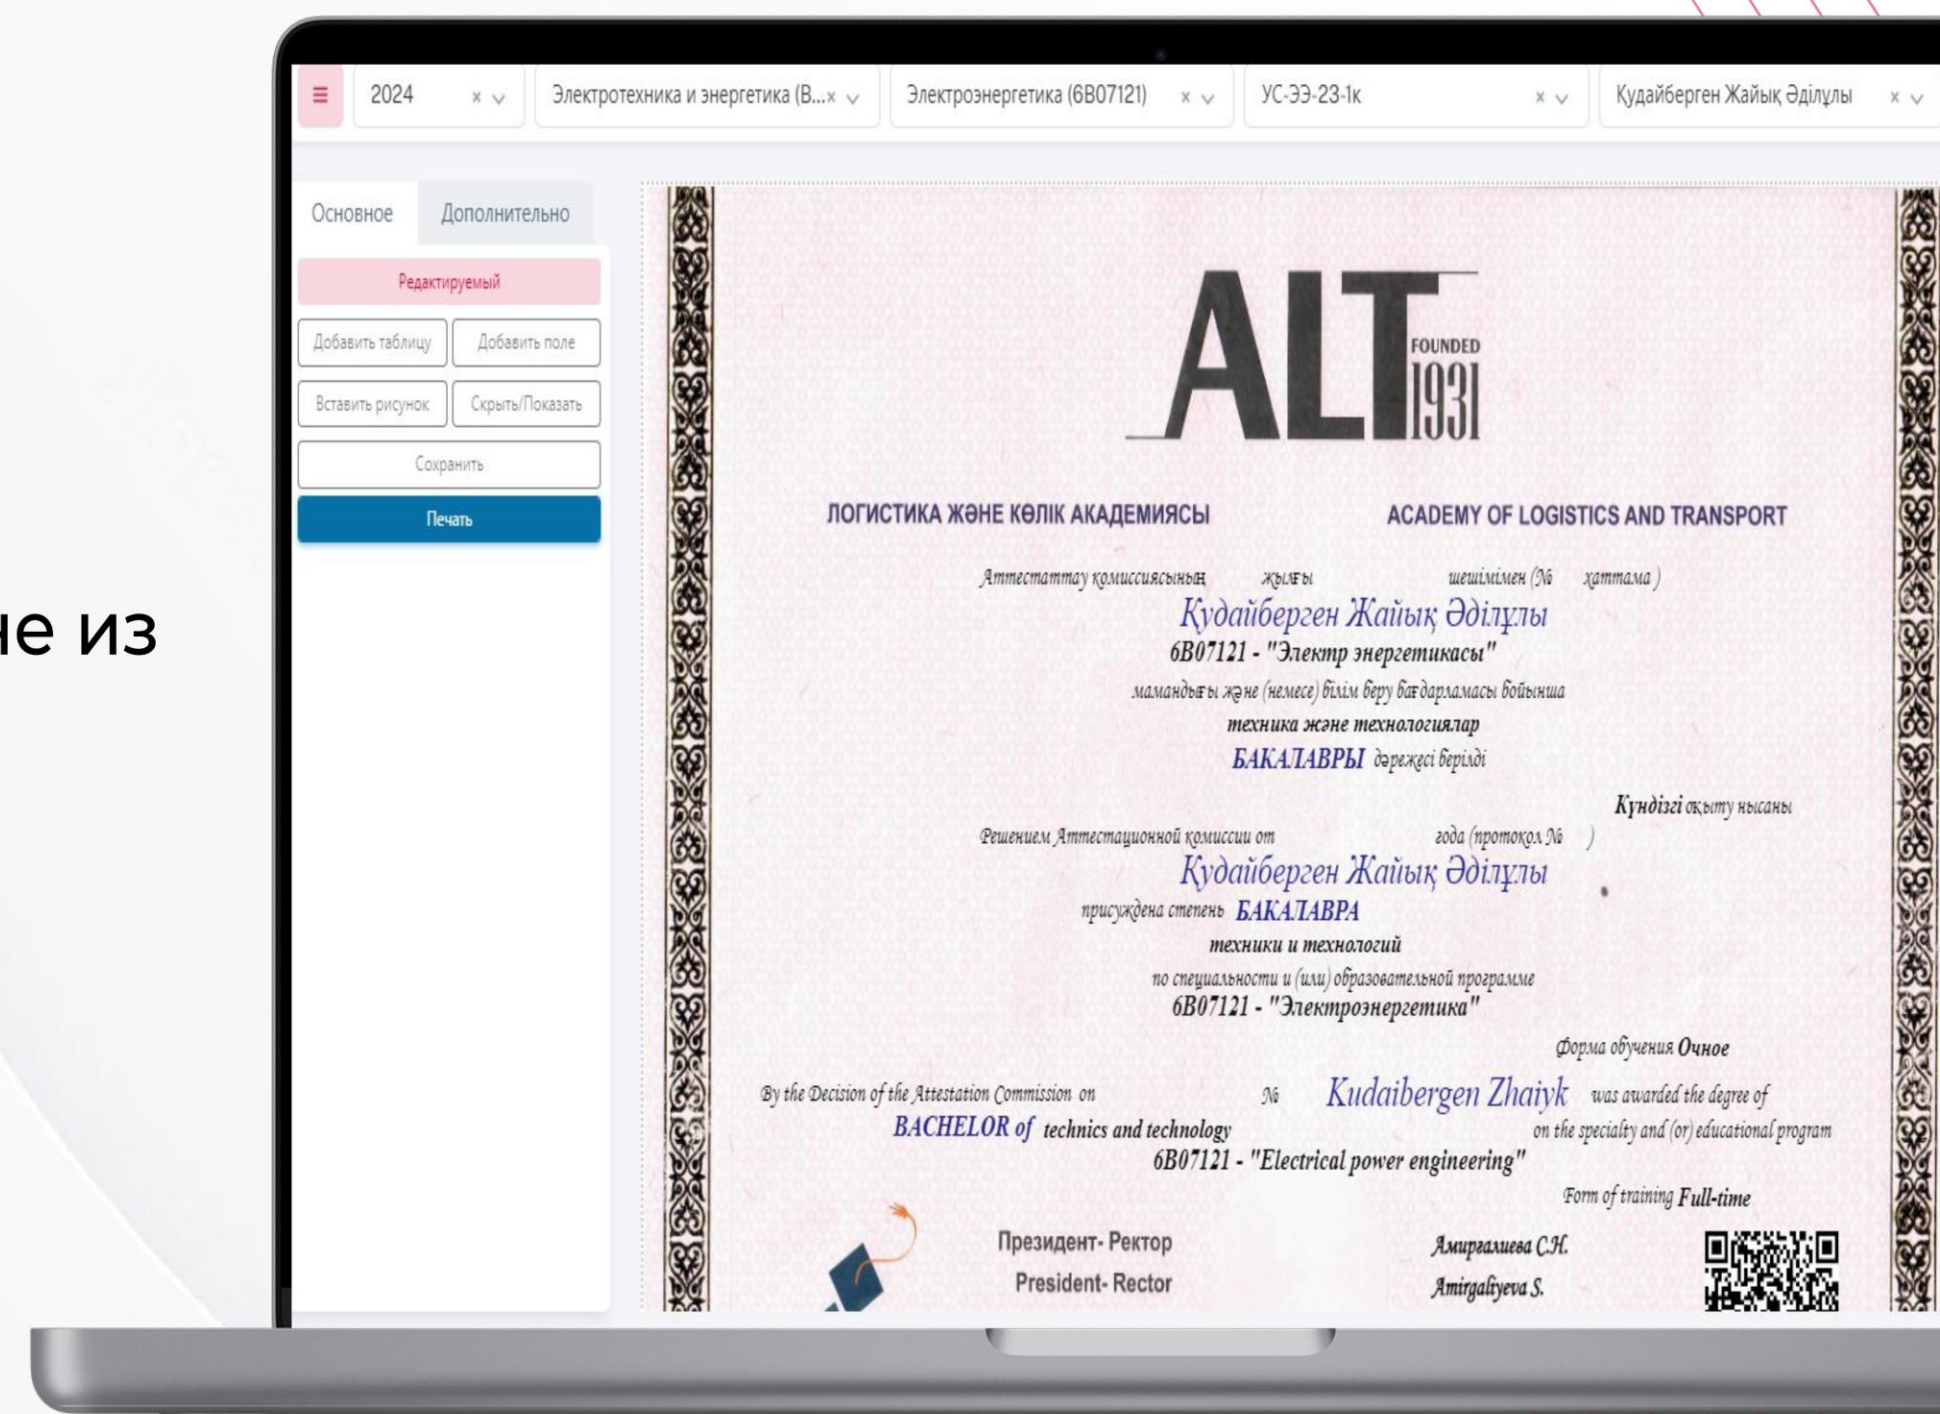 2024
Электротехника и энергетика (В...
Электроэнергетика (6В07121)
УС-ЭЭ-23-1к
Құдайберген Жайық Әділұлы
Основное
Дополнительно
Редактируемый
Добавить таблицу
Добавить поле
Вставить рисунок
Скрыть/Показать
Сохранить
Печать
не из
ALT
FOUNDED
1931
ЛОГИСТИКА ЖӘНЕ КӨЛІК АКАДЕМИЯСЫ
ACADEMY OF LOGISTICS AND TRANSPORT
Аттестаттау комиссиясының жылғы шешімімен (№ хаттама )
Құдайберген Жайық Әділұлы
6B07121 - "Электр энергетикасы"
мамандығы және (немесе) білім беру бағдарламасы бойынша
техника және технологиялар
БАКАЛАВРЫ дәрежесі берілді
Күндізгі оқыту нысаны
Решением Аттестационной комиссии от года (протокол № )
Құдайберген Жайық Әділұлы
присуждена степень БАКАЛАВРА
техники и технологий
по специальности и (или) образовательной программе
6B07121 - "Электроэнергетика"
Форма обучения Очное
By the Decision of the Attestation Commission on № Kudaibergen Zhaiyk was awarded the degree of
BACHELOR of technics and technology on the specialty and (or) educational program
6B07121 - "Electrical power engineering"
Form of training Full-time
Президент- Ректор Амиргалиева С.Н.
President- Rector Amirgaliyeva S.